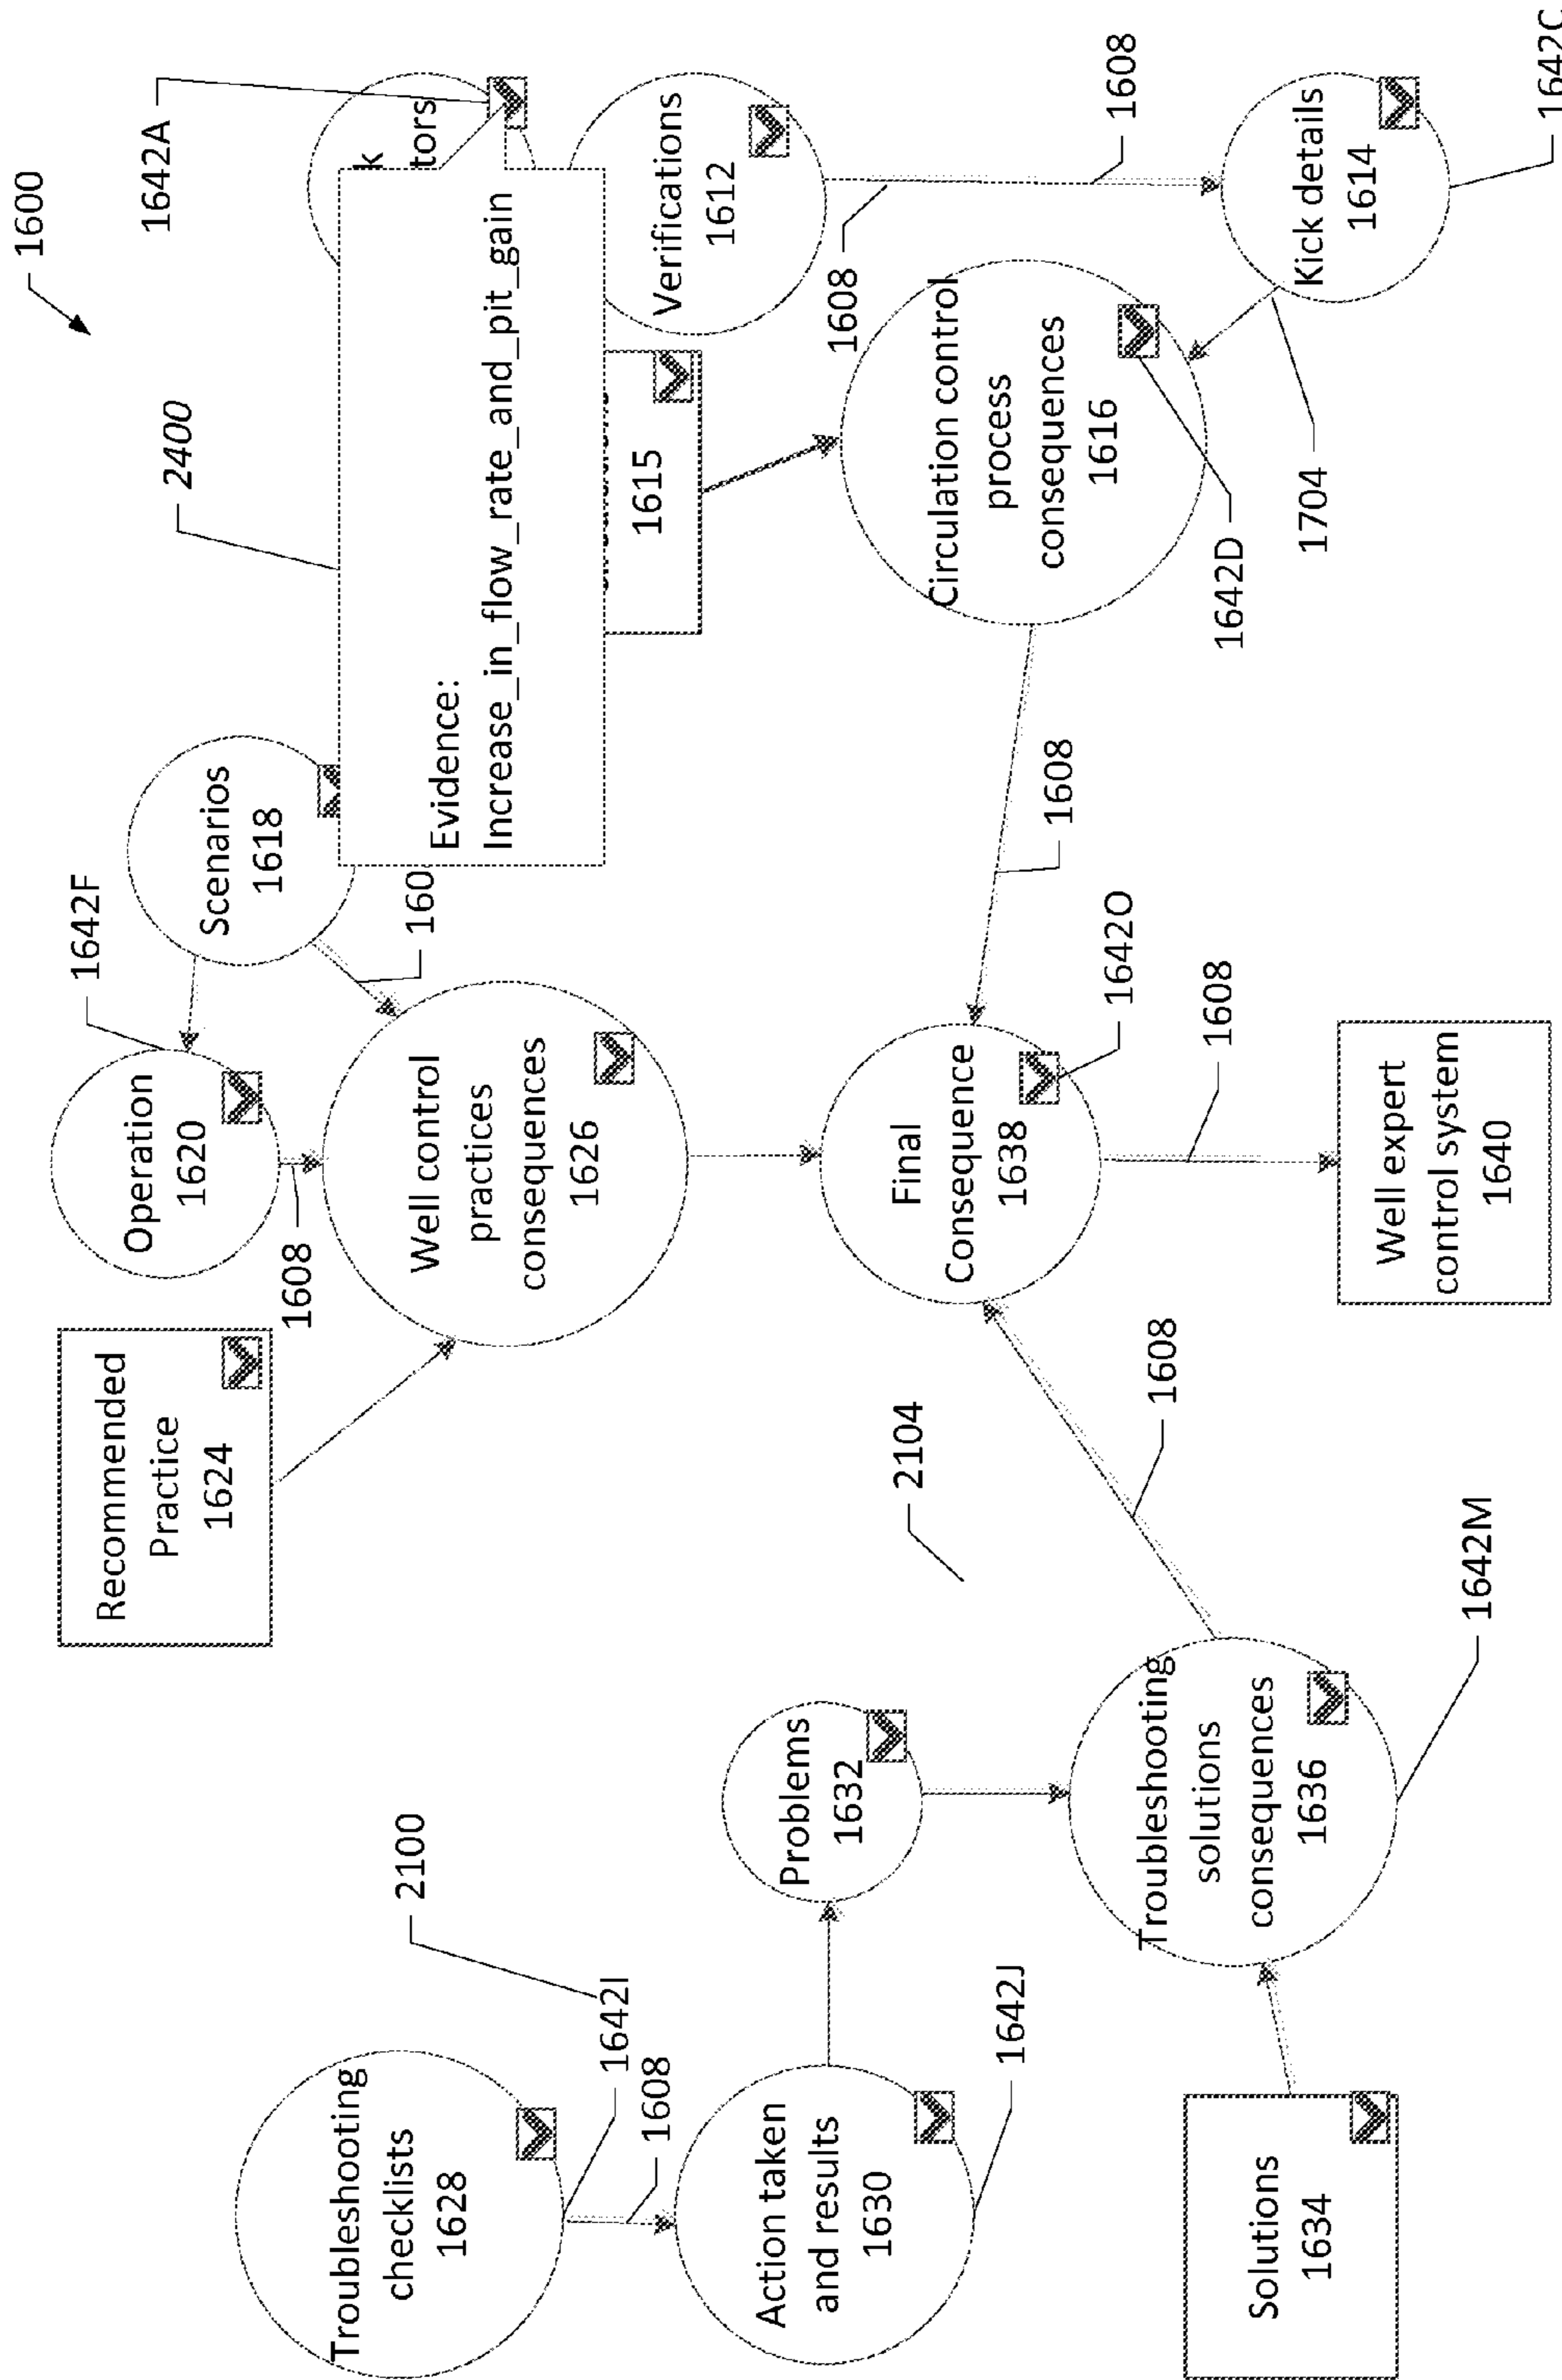 1600
2400
1642A
k
tors
Evidence:
Increase_in_flow_rate_and_pit_gain
Scenarios
1618
1642F
Operation
1620
160
1608
Recommended
Practice
1624
Well control
practices
consequences
1626
1615
Verifications
1612
1608
1608
Kick details
1614
1642C
1704
Circulation control
process
consequences
1616
1642D
1608
Final
Consequence
1638
1642O
1608
Well expert
control system
1640
1608
2104
2100
Troubleshooting
checklists
1628
1642I
1608
Action taken
and results
1630
1642J
Problems
1632
Troubleshooting
solutions
consequences
1636
1642M
Solutions
1634